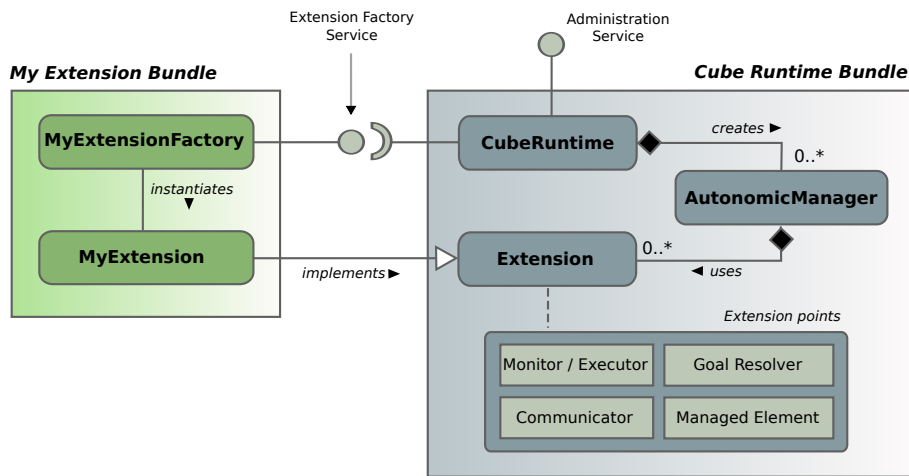 Extension Factory
Service
Administration
Service
My Extension Bundle
Cube Runtime Bundle
MyExtensionFactory
CubeRuntime
creates
0..*
instantiates
AutonomicManager
MyExtension
implements
Extension
0..*
uses
Extension points
Monitor / Executor
Goal Resolver
Communicator
Managed Element